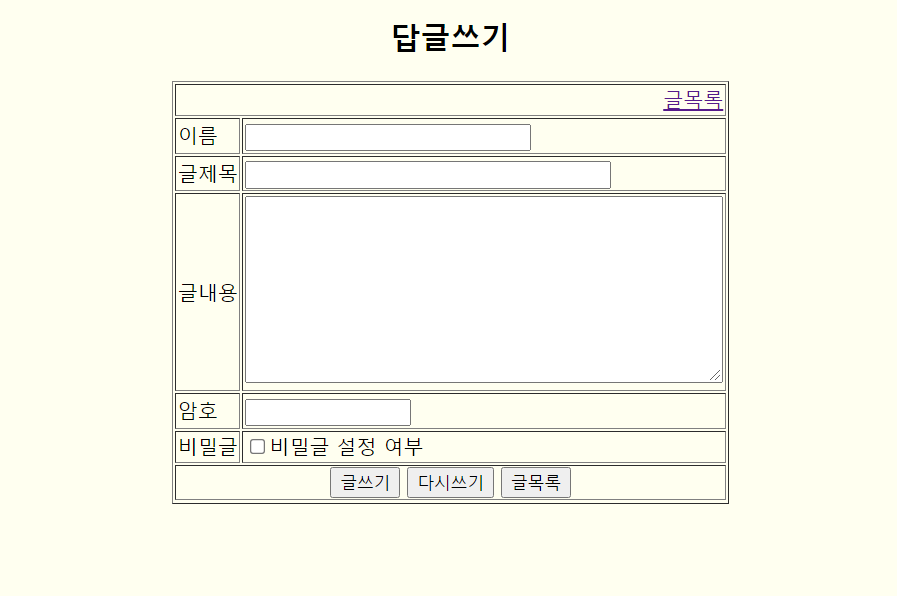 답글쓰기
글목록
이름
글제목
글내용
암호
비밀글 비밀글 설정 여부
글쓰기 다시쓰기 글목록